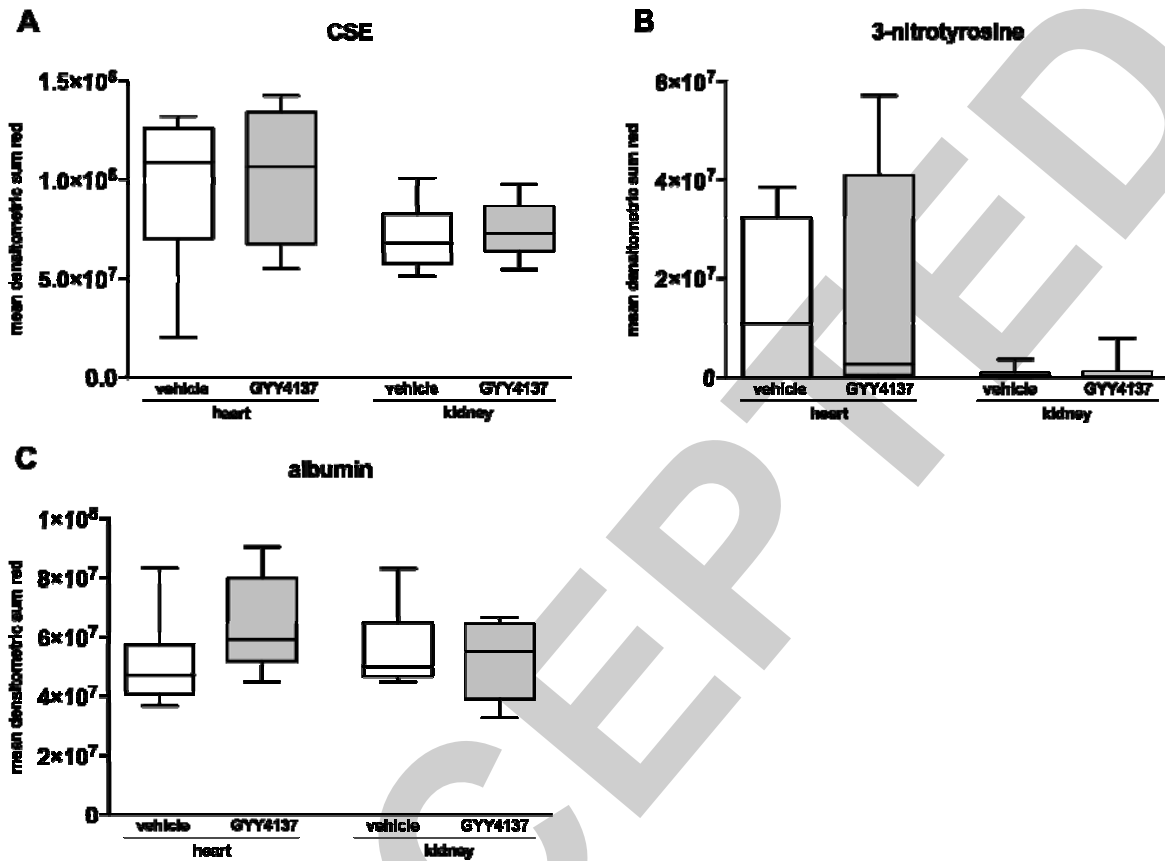 A
CSE
mean densitometric sum red
1.5×10⁸
1.0×10⁸
5.0×10⁷
0.0
vehicle GYY4137 vehicle GYY4137
heart kidney
B
3-nitrotyrosine
mean densitometric sum red
6×10⁷
4×10⁷
2×10⁷
0
vehicle GYY4137 vehicle GYY4137
heart kidney
C
albumin
mean densitometric sum red
1×10⁸
8×10⁷
6×10⁷
4×10⁷
2×10⁷
0
vehicle GYY4137 vehicle GYY4137
heart kidney
CEPTED